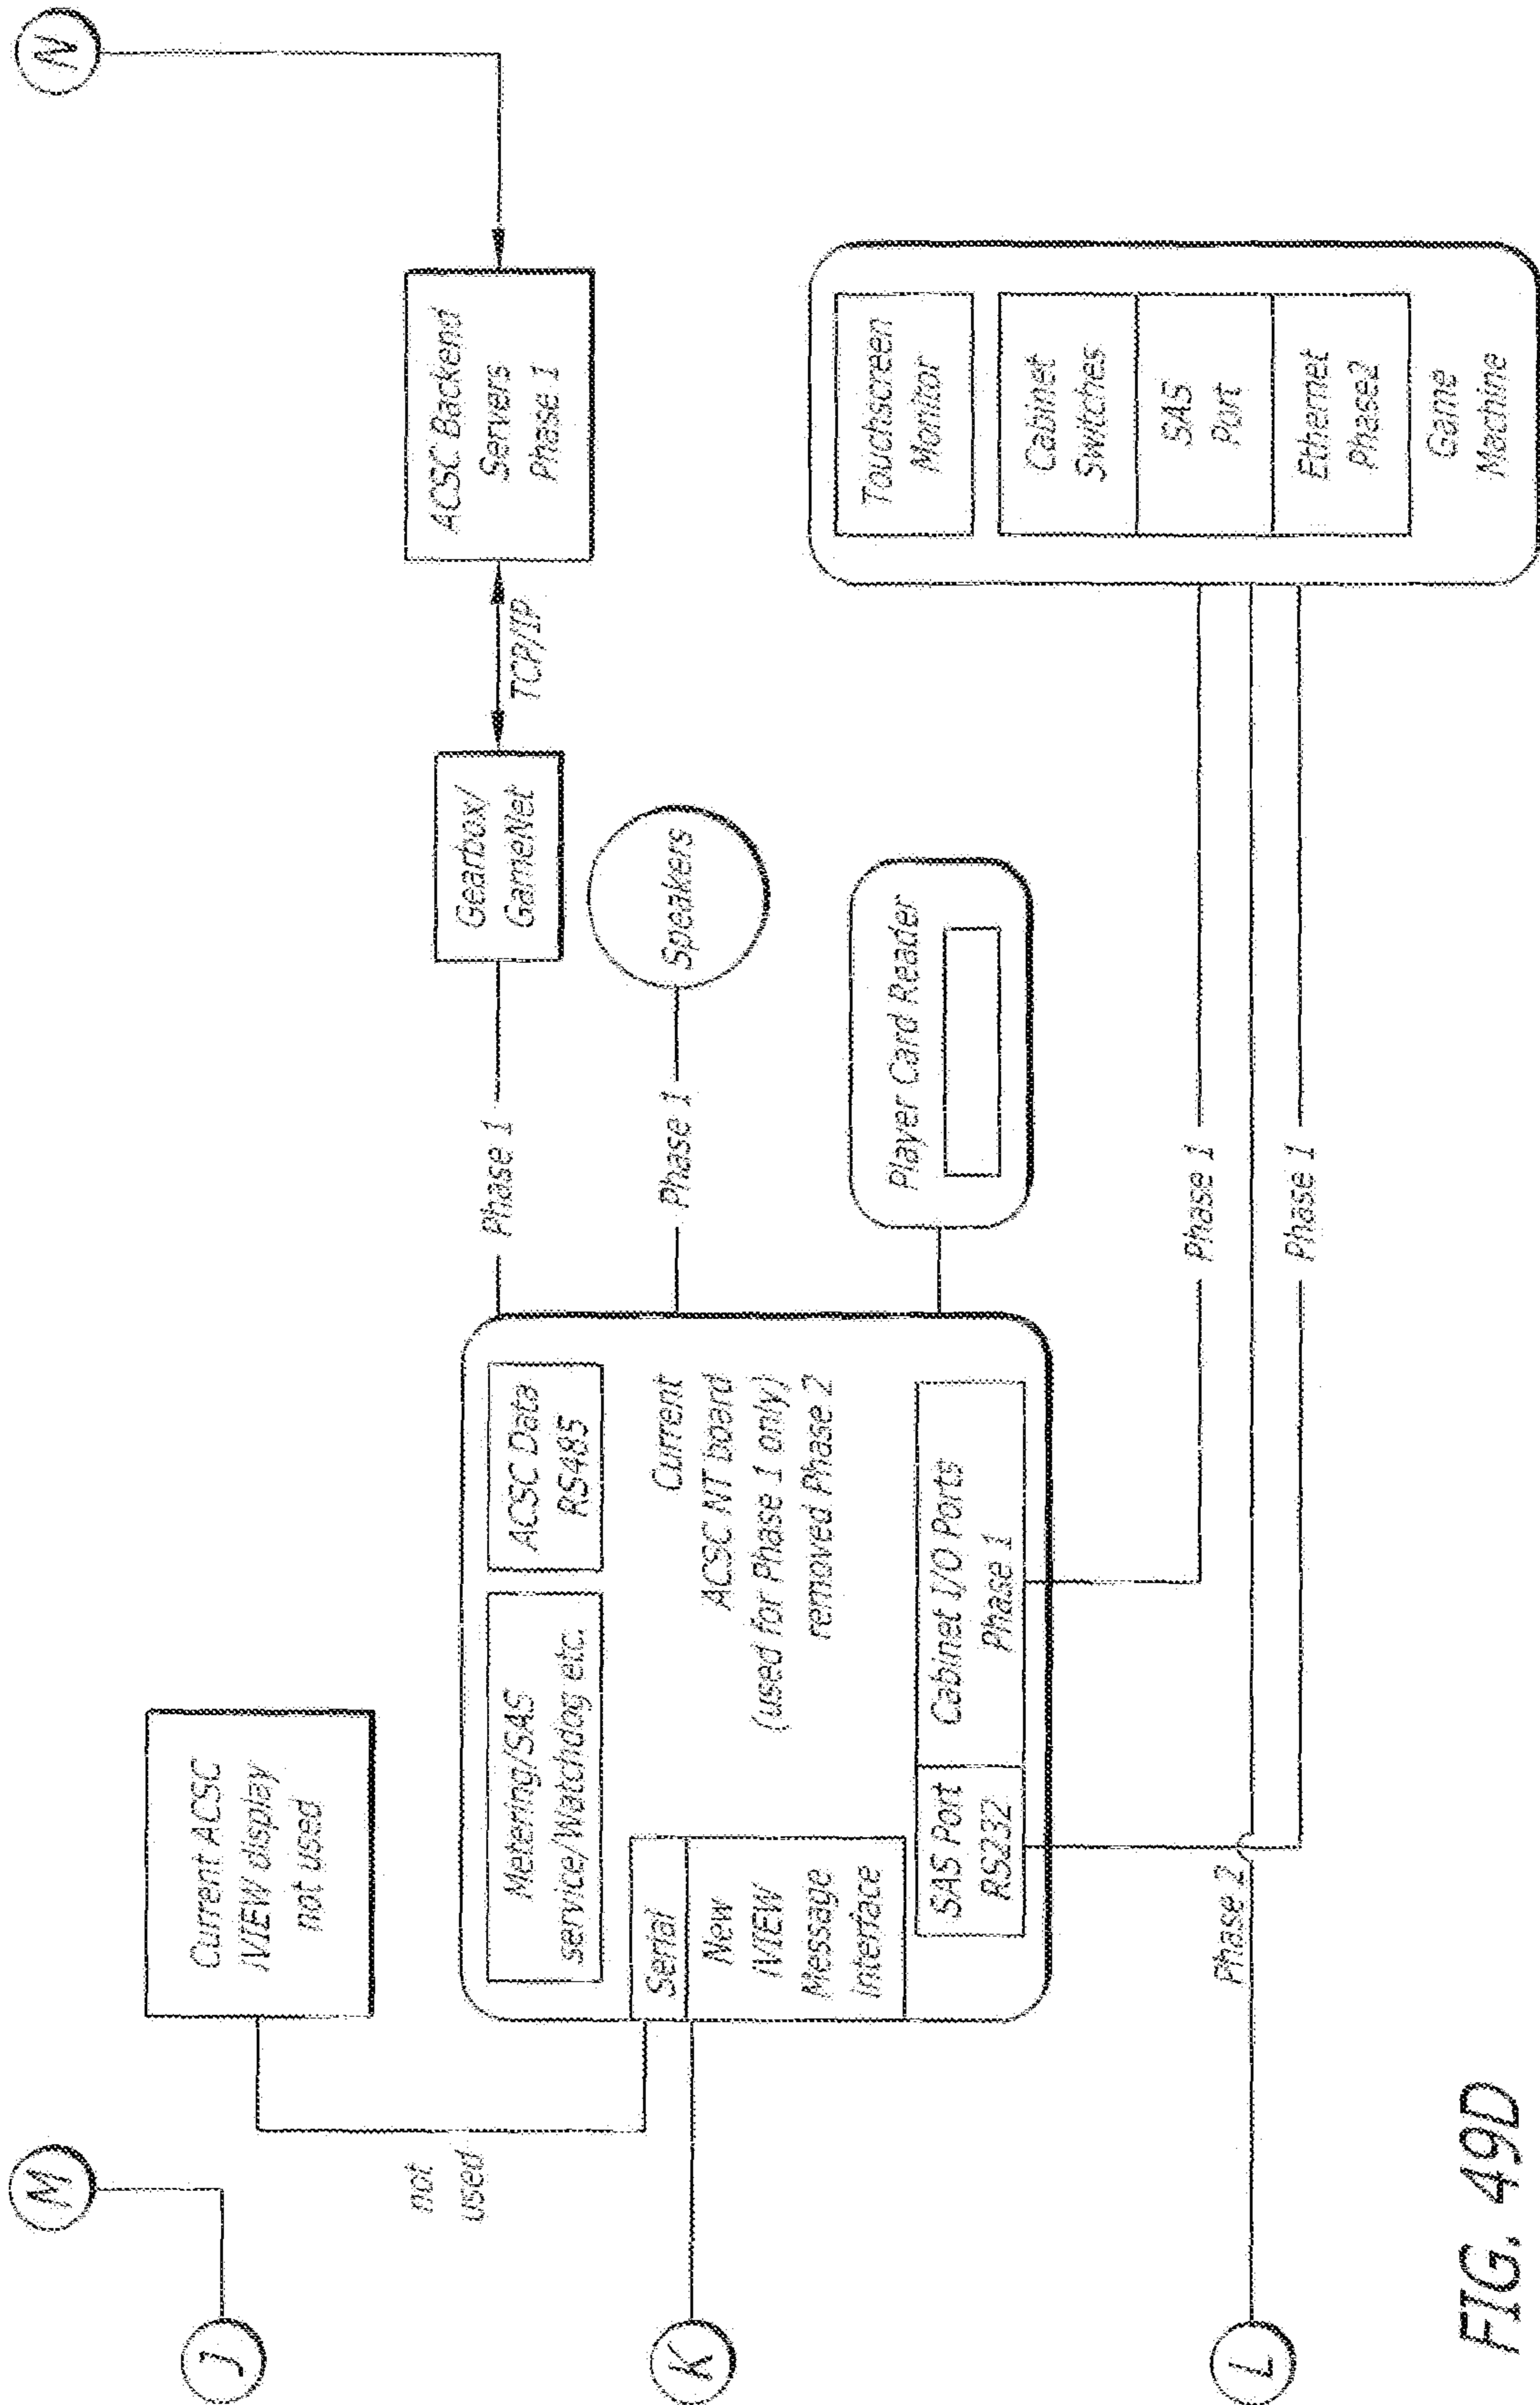 M
N
J
Current ACSC
iVIEW display
not used
not
used
ACSC Backend
Servers
Phase 1
TCP/IP
Gearbox/
GameNet
Phase 1
Metering/SAS
service/Watchdog etc.
ACSC Data
RS485
Speakers
Phase 1
K
Serial
New
iVIEW
Message
interface
Current
ACSC NT board
(used for Phase 1 only)
removed Phase 2
Player Card Reader
SAS Port
RS232
Cabinet I/O Ports
Phase 1
Touchscreen
Monitor
Cabinet
Switches
SAS
Port
Ethernet
Phase2
Game
Machine
Phase 1
L
Phase 2
Phase 1
FIG. 49D